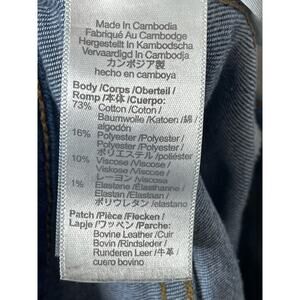 Made in Cambodia
Fabriqué Au Cambodge
Hergestellt In Kambodscha
Vervaardigd In Cambodja
カンボジア製
hecho en camboya
Body /Corps /Oberteil /
Romp /本体 /Cuerpo:
73% Cotton /Coton /
Baumwolle /Katoen /綿 /
algodón
16% Polyester /Polyester /
Polyester /Polyester /
ポリエステル /poliéster
10% Viscose /Viscose /
Viskose /Viscose /
レーヨン /Viscosa
1% Elastane /Élasthanne /
Elastan /Elastaan /
ポリウレタン /elastano
Patch /Pièce /Flecken /
Lapje /ワッペン /Parche:
Bovine Leather /Cuir
Bovin /Rindsleder /
Runderen Leer /牛革 /
cuero bovino